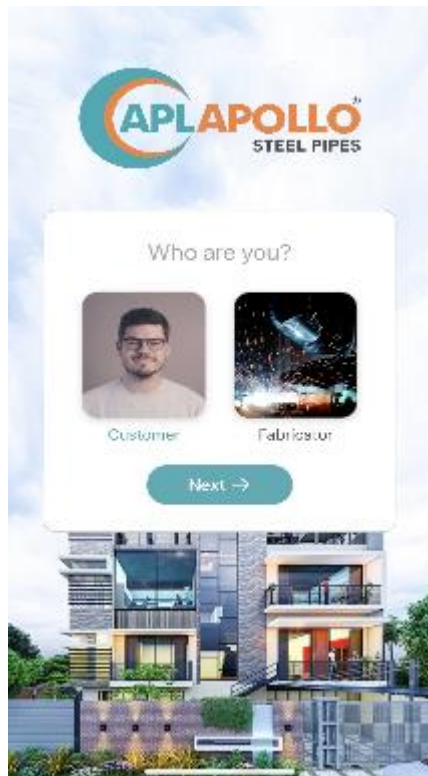 APLAPOLLO®
STEEL PIPES
Who are you?
Customer Fabricator
Next →